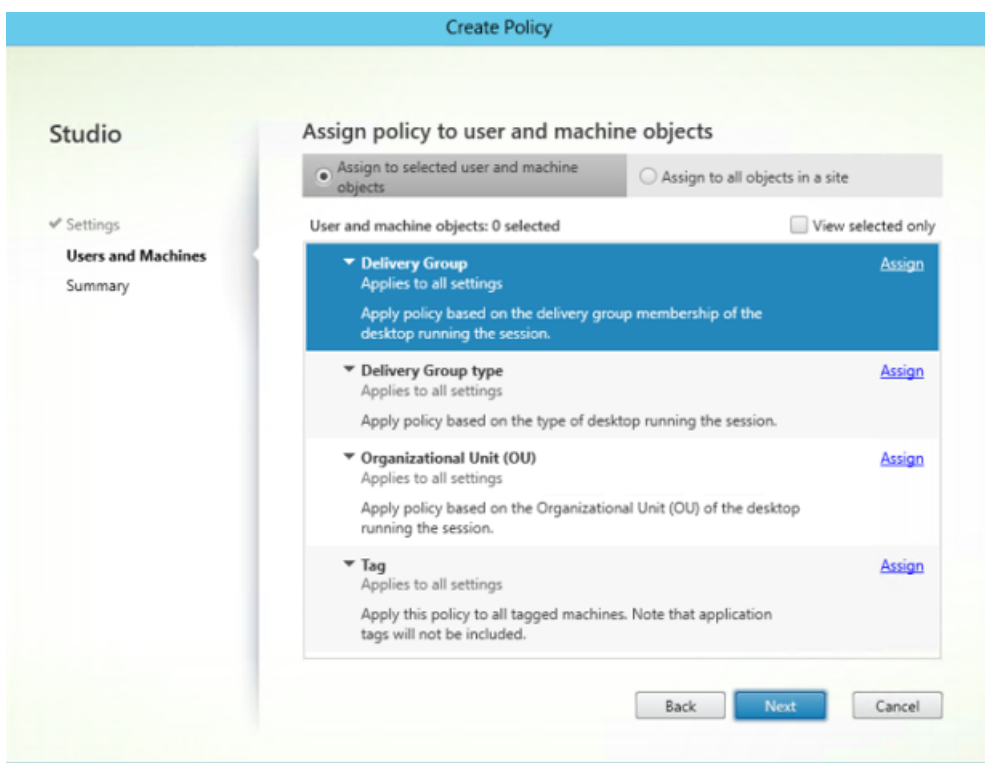 Create Policy
Studio
Settings
Users and Machines
Summary
Assign policy to user and machine objects
Assign to selected user and machine
objects
Assign to all objects in a site
User and machine objects: 0 selected
View selected only
Delivery Group
Assign
Applies to all settings
Apply policy based on the delivery group membership of the
desktop running the session.
Delivery Group type
Assign
Applies to all settings
Apply policy based on the type of desktop running the session.
Organizational Unit (OU)
Assign
Applies to all settings
Apply policy based on the Organizational Unit (OU) of the desktop
running the session.
Tag
Assign
Applies to all settings
Apply this policy to all tagged machines. Note that application
tags will not be included.
Back
Next
Cancel